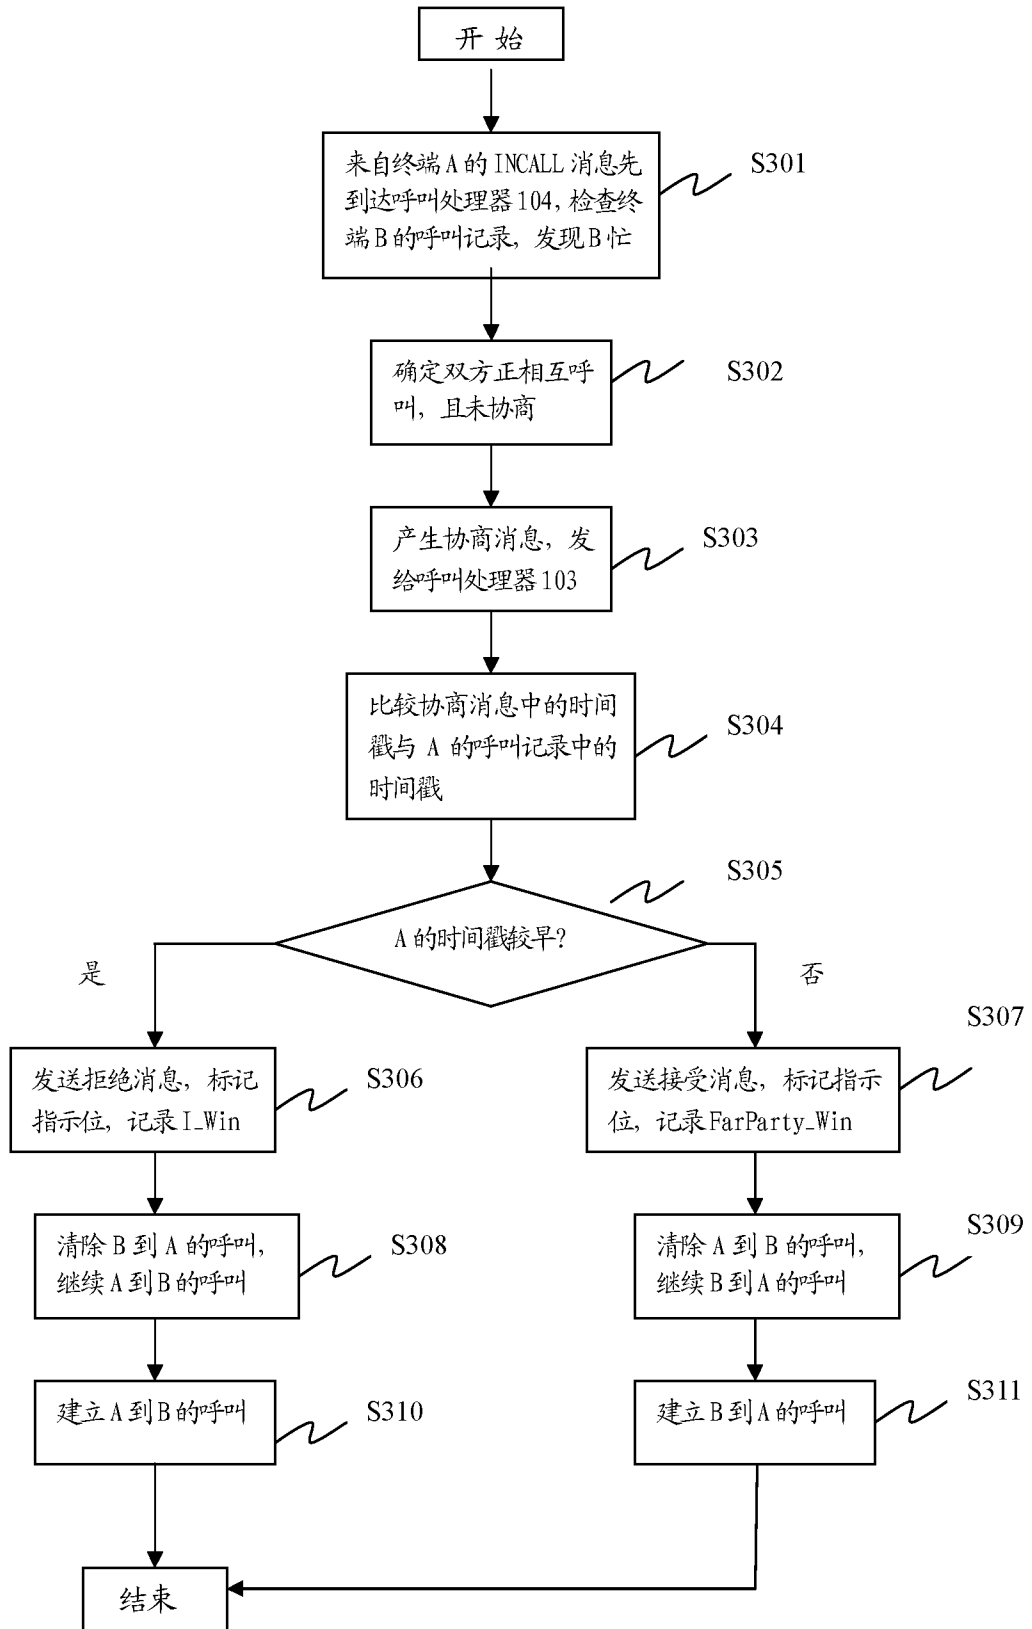 开 始
来自终端A的INCALL消息先
到达呼叫处理器104,检查终
端B的呼叫记录，发现B忙
S301
确定双方正相互呼
叫，且未协商
S302
产生协商消息，发
给呼叫处理器103
S303
比较协商消息中的时间
戳与 A 的呼叫记录中的
时间戳
S304
S305
A的时间戳较早?
是
否
S307
发送拒绝消息，标记
指示位，记录I_Win
S306
发送接受消息，标记指示
位，记录FarParty_Win
清除 B 到 A 的呼叫，
继续A到B的呼叫
S308
清除 A 到 B 的呼叫，
继续B到A的呼叫
S309
建立A到B的呼叫
S310
建立B到A的呼叫
S311
结束